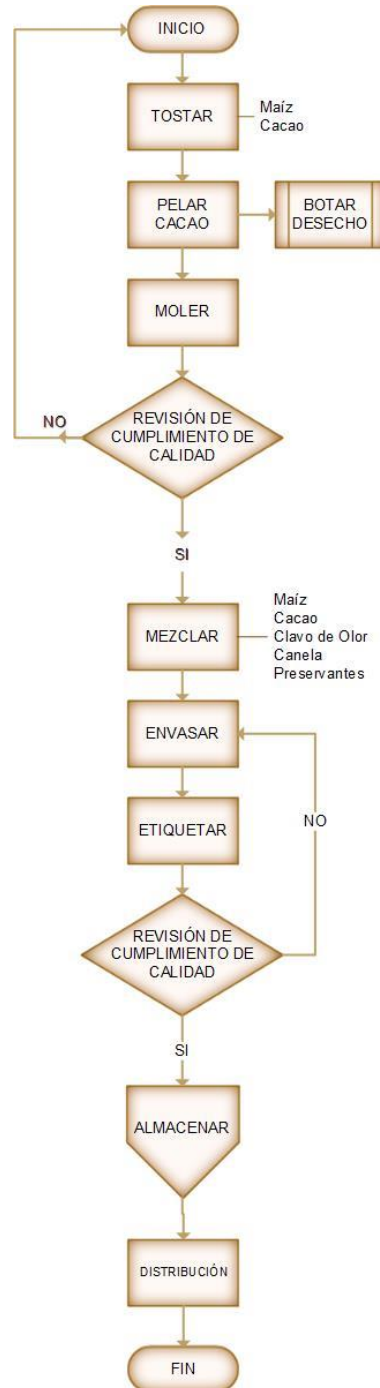 INICIO
TOSTAR
Maíz
Cacao
PELAR
CACAO
BOTAR
DESECHO
MOLER
REVISIÓN DE
CUMPLIMIENTO DE
CALIDAD
NO
SI
MEZCLAR
Maíz
Cacao
Clavo de Olor
Canela
Preservantes
ENVASAR
ETIQUETAR
NO
REVISIÓN DE
CUMPLIMIENTO DE
CALIDAD
SI
ALMACENAR
DISTRIBUCIÓN
FIN